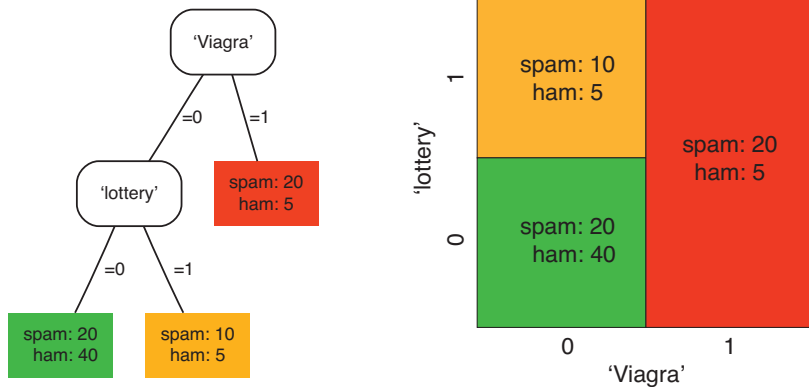 ‘Viagra’
=0
=1
‘lottery’
spam: 20
ham: 5
=0
=1
spam: 20
ham: 40
spam: 10
ham: 5
‘lottery’
1
0
spam: 10
ham: 5
spam: 20
ham: 5
spam: 20
ham: 40
0
1
‘Viagra’